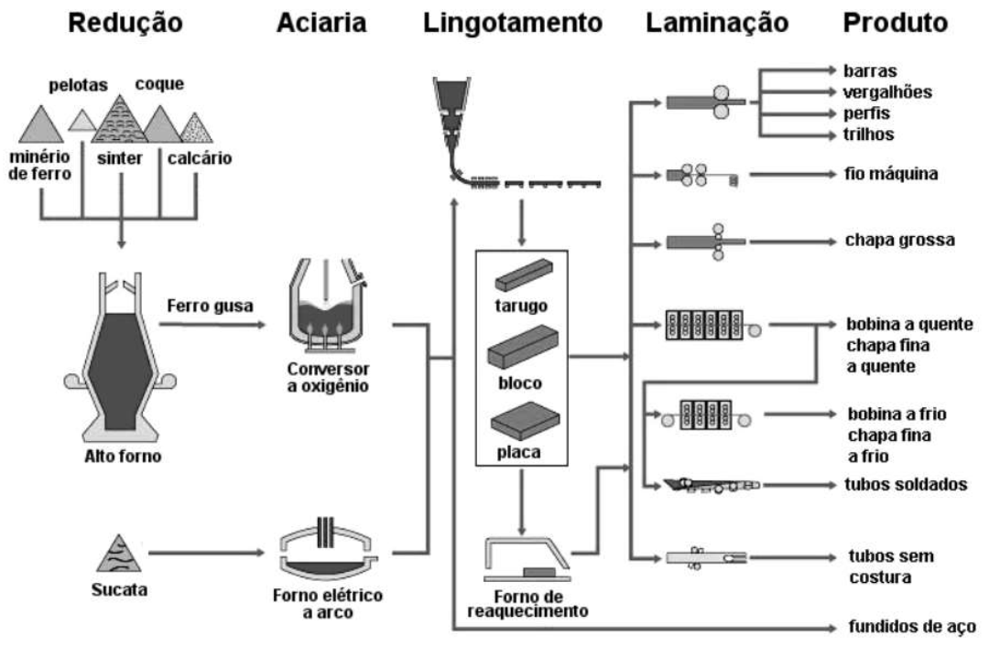 Redução
Aciaria
Lingotamento
Laminação
Produto
pelotas
coque
minério
de ferro
sinter
calcário
Ferro gusa
Alto forno
Conversor
a oxigênio
Sucata
Forno elétrico
a arco
tarugo
bloco
placa
Forno de
reaquecimento
barras
vergalhões
perfis
trilhos
fio máquina
chapa grossa
bobina a quente
chapa fina
a quente
bobina a frio
chapa fina
a frio
tubos soldados
tubos sem
costura
fundidos de aço